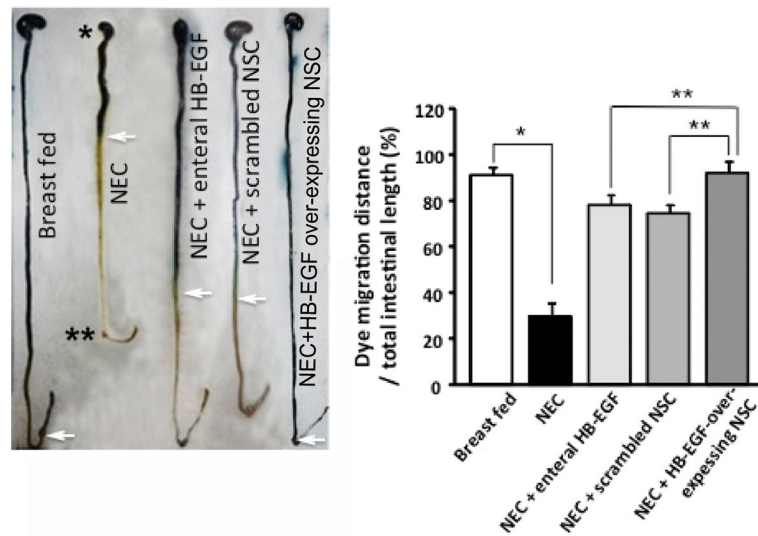 *
**
Breast fed
NEC
NEC + enteral HB-EGF
NEC + scrambled NSC
NEC+HB-EGF over-expressing NSC
Dye migration distance
/ total intestinal length (%)
120
100
80
60
40
20
0
*
**
**
Breast fed
NEC
NEC + enteral HB-EGF
NEC + scrambled NSC
NEC + HB-EGF-over-
expessing NSC